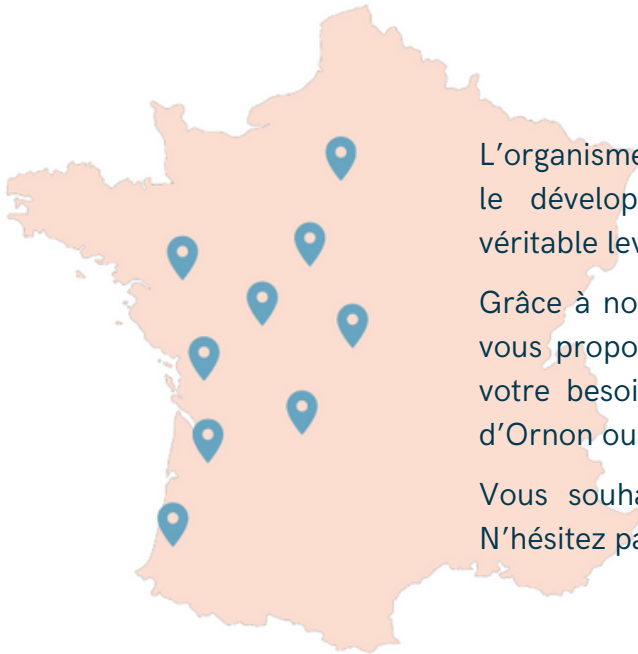 L'organisme
le dévelop
véritable lev
Grâce à no
vous propo
votre besoi
d'Ornon ou
Vous souha
N'hésitez pa